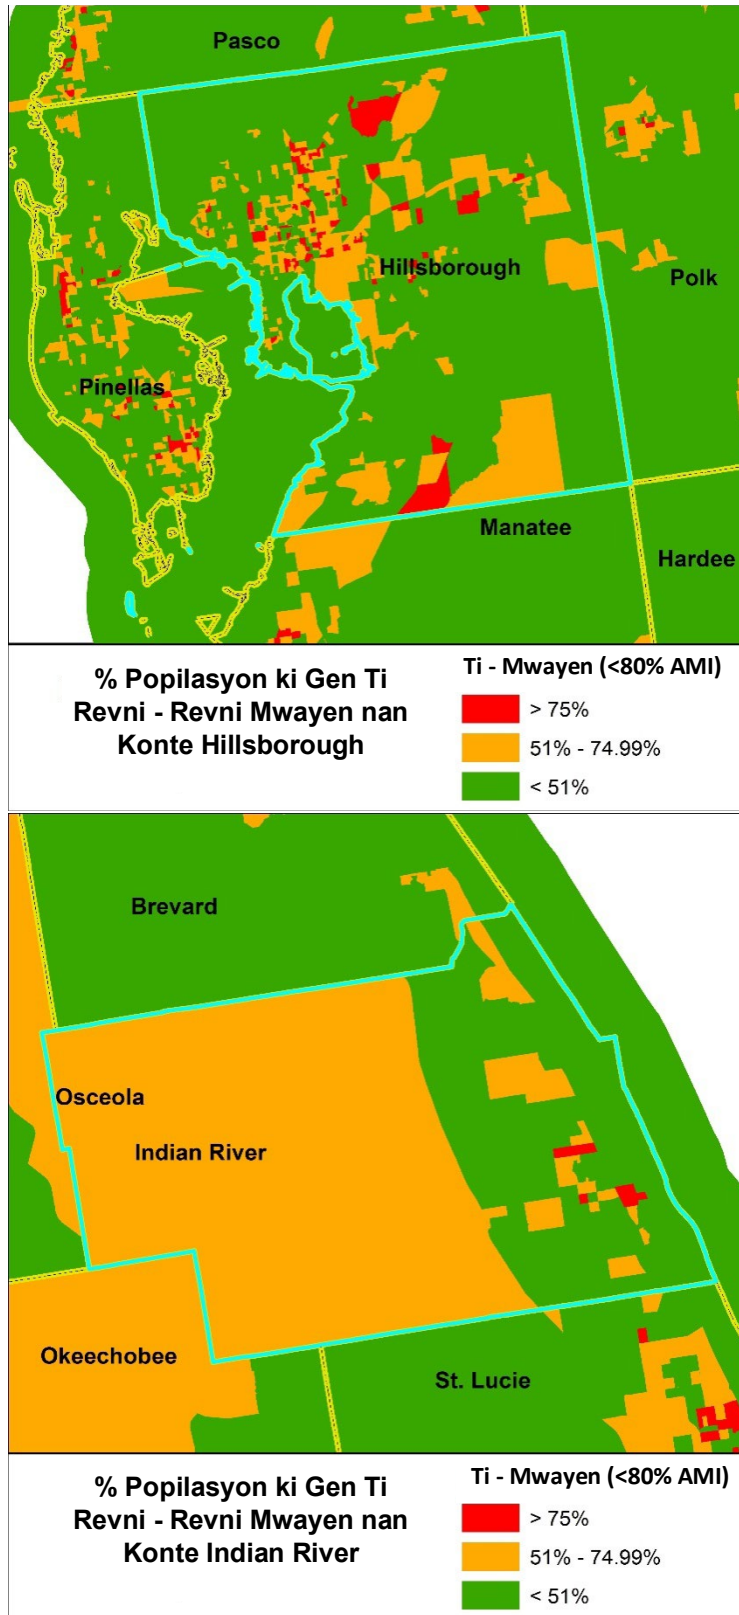 Pasco
Hillsborough
Polk
Pinellas
Manatee
Hardee
% Popilasyon ki Gen Ti
Revni - Revni Mwayen nan
Konte Hillsborough
Ti - Mwayen (<80% AMI)
> 75%
51% - 74.99%
< 51%
Brevard
Osceola
Indian River
Okeechobee
St. Lucie
% Popilasyon ki Gen Ti
Revni - Revni Mwayen nan
Konte Indian River
Ti - Mwayen (<80% AMI)
> 75%
51% - 74.99%
< 51%